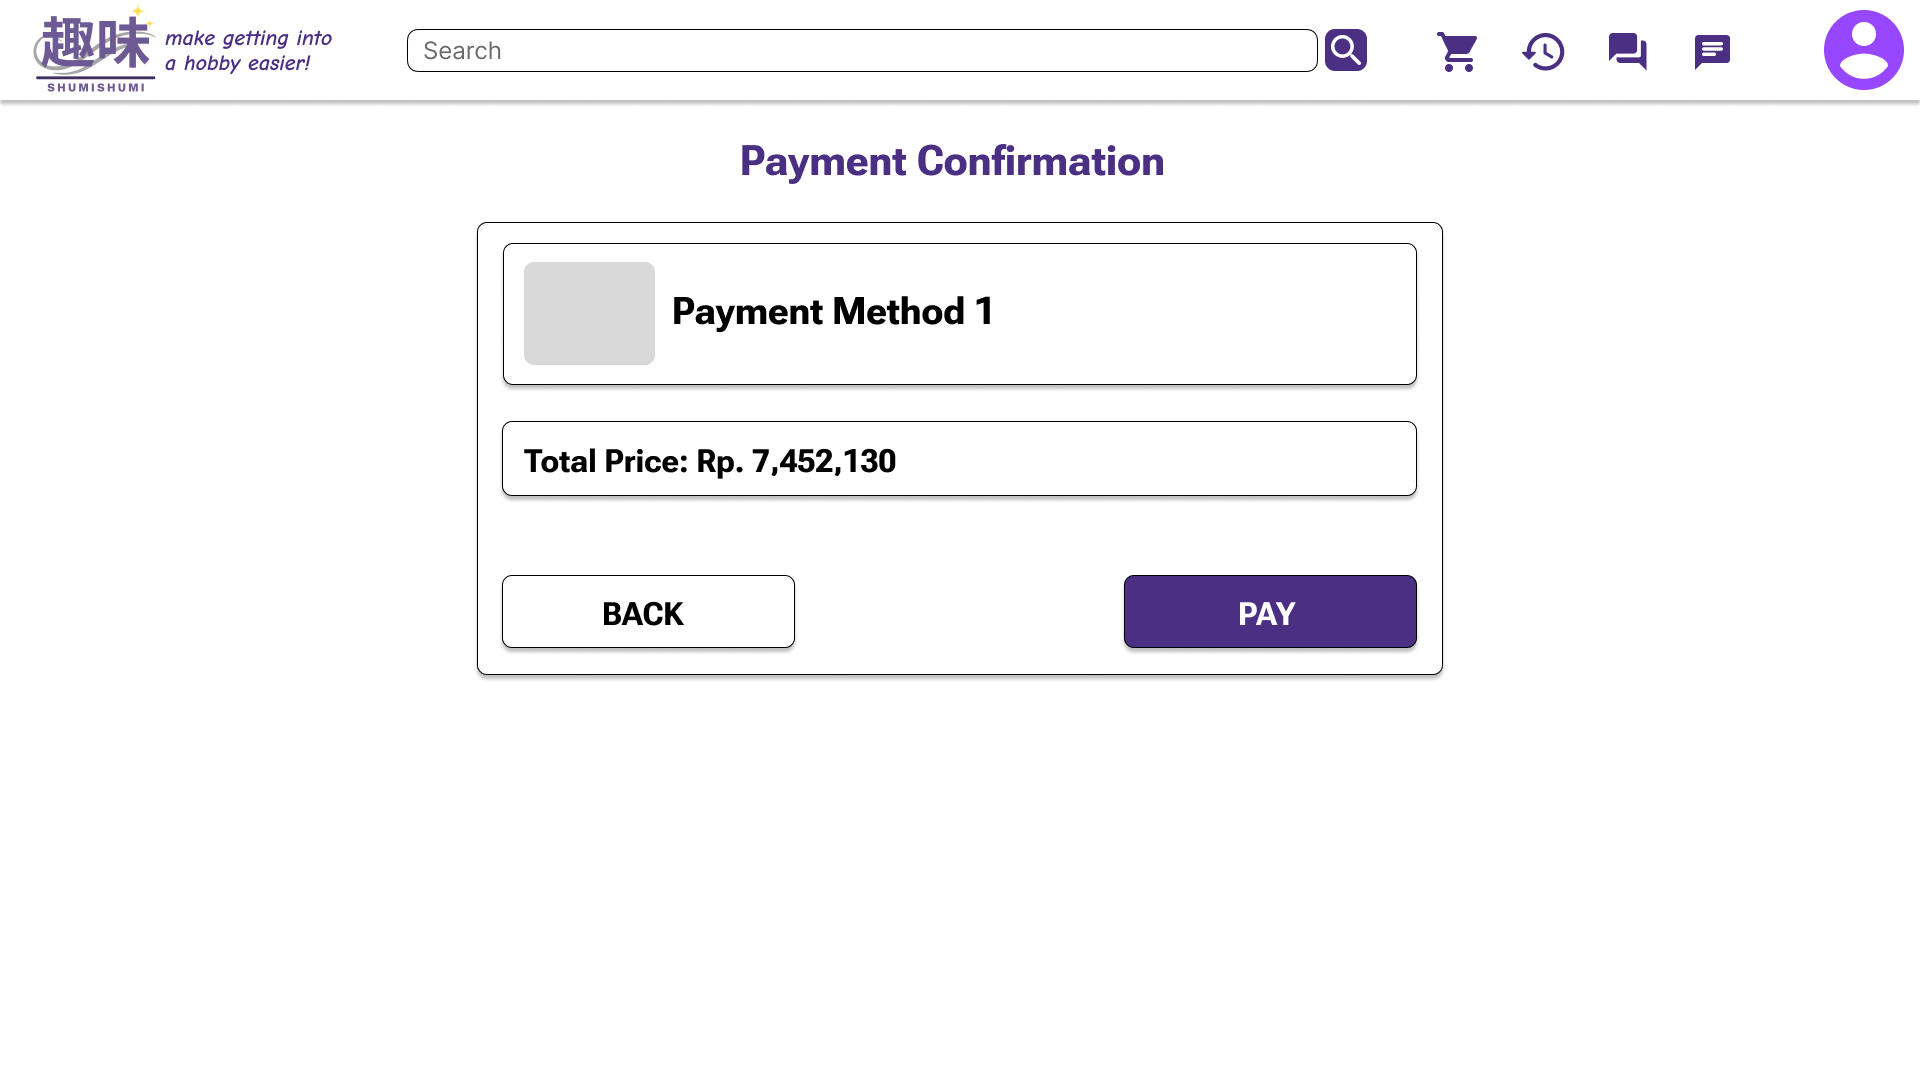 趣味
SHUMISHUMI
make getting into
a hobby easier!
Search
Payment Confirmation
Payment Method 1
Total Price: Rp. 7,452,130
BACK
PAY